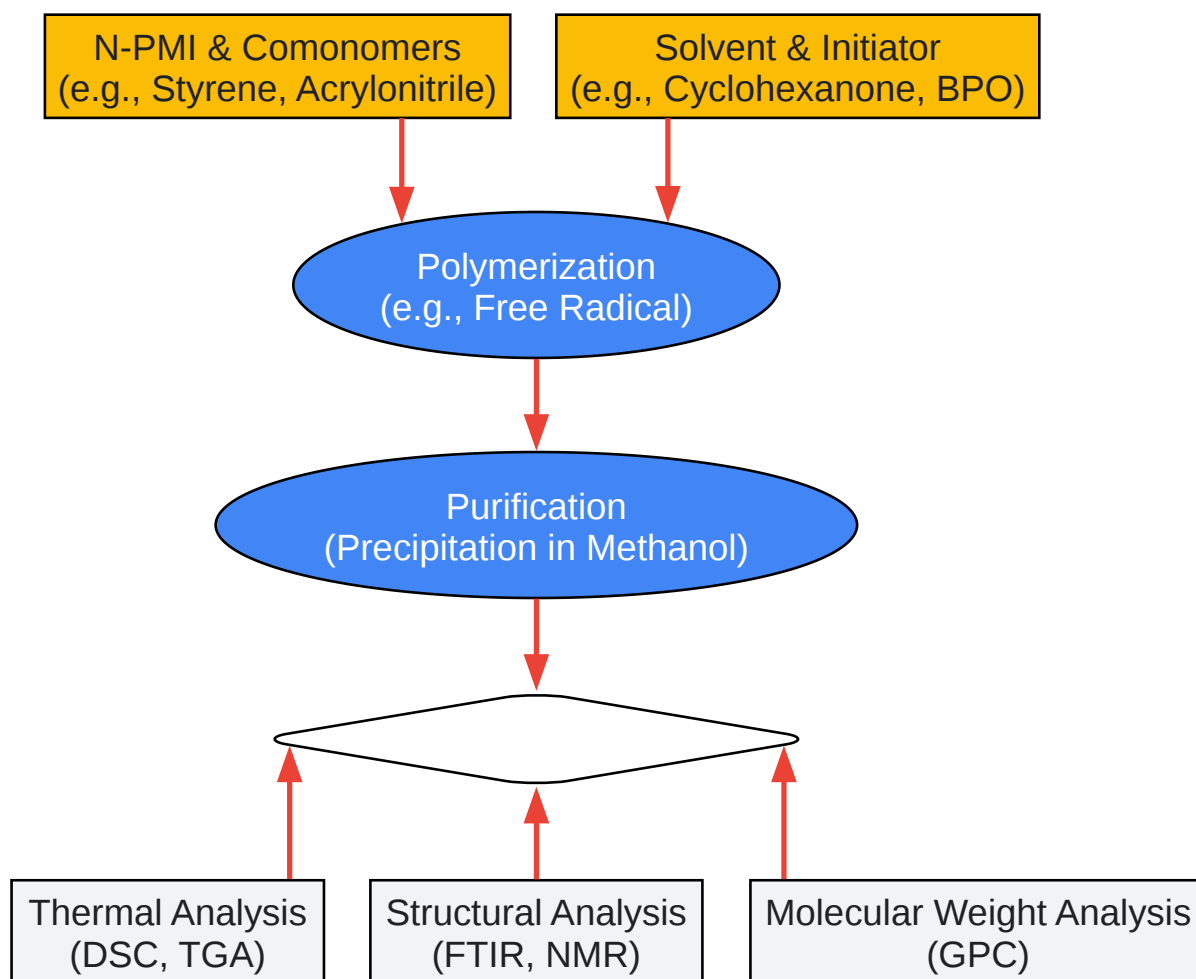 N-PMI & Comonomers
(e.g., Styrene, Acrylonitrile)
Solvent & Initiator
(e.g., Cyclohexanone, BPO)
Polymerization
(e.g., Free Radical)
Purification
(Precipitation in Methanol)
Thermal Analysis
(DSC, TGA)
Structural Analysis
(FTIR, NMR)
Molecular Weight Analysis
(GPC)